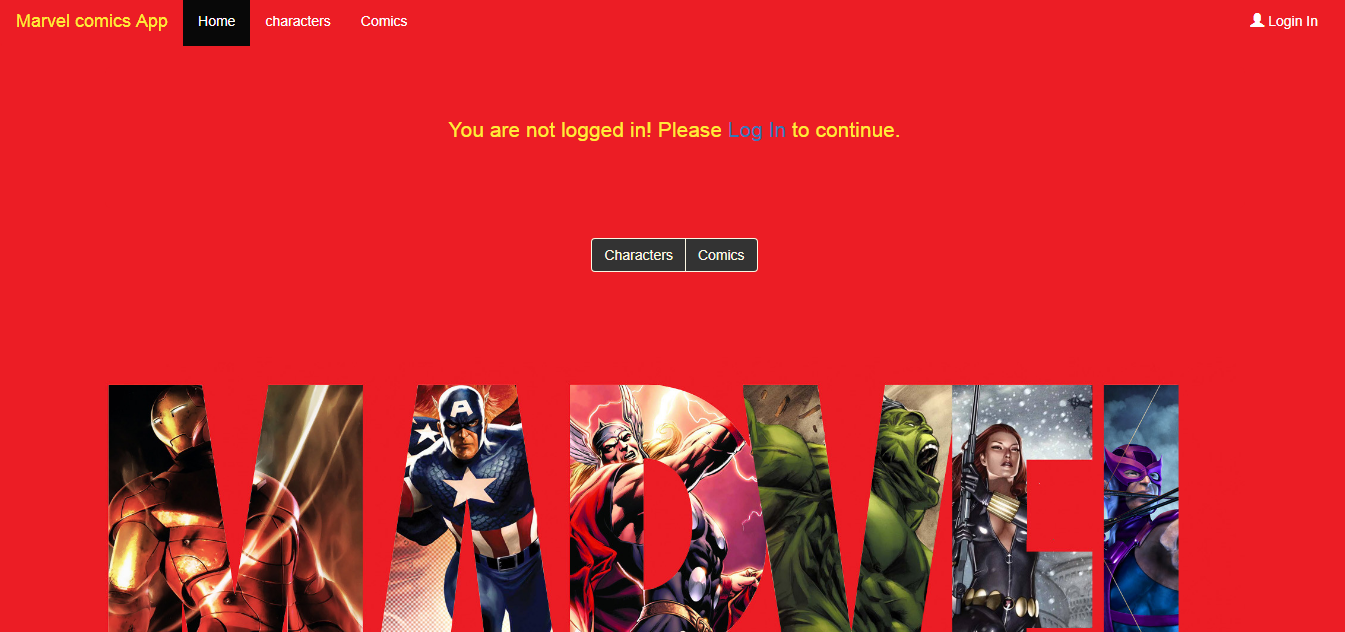 Marvel comics App Home characters Comics Login In
You are not logged in! Please Log In to continue.
Characters Comics
MARVEL